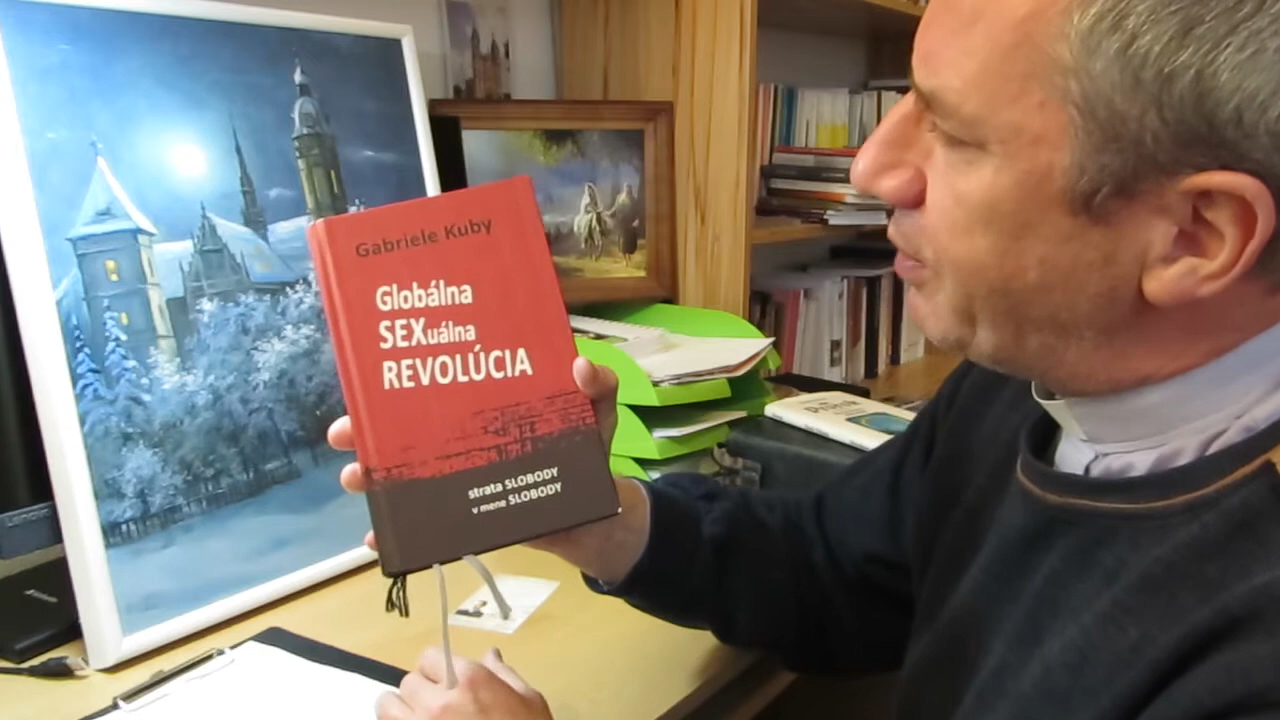 Gabriele Kuby
Globálna
SEXuálna
REVOLÚCIA
strata SLOBODY
v mene SLOBODY